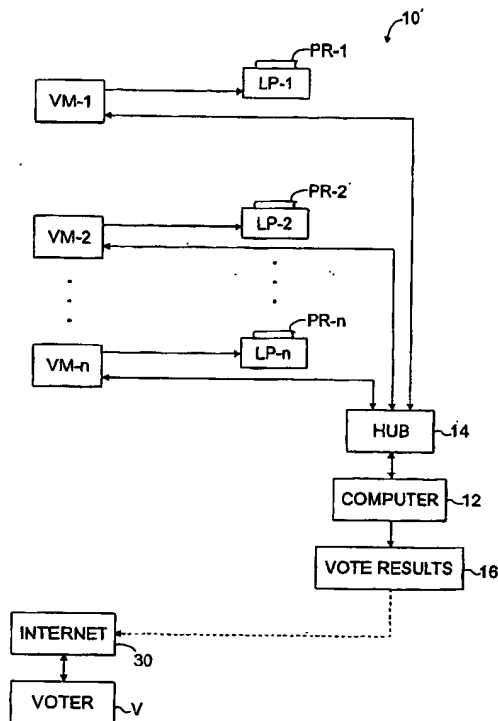 10'
PR-1
LP-1
VM-1
PR-2
LP-2
VM-2
PR-n
LP-n
VM-n
HUB
14
COMPUTER
12
VOTE RESULTS
16
INTERNET
30
VOTER
V